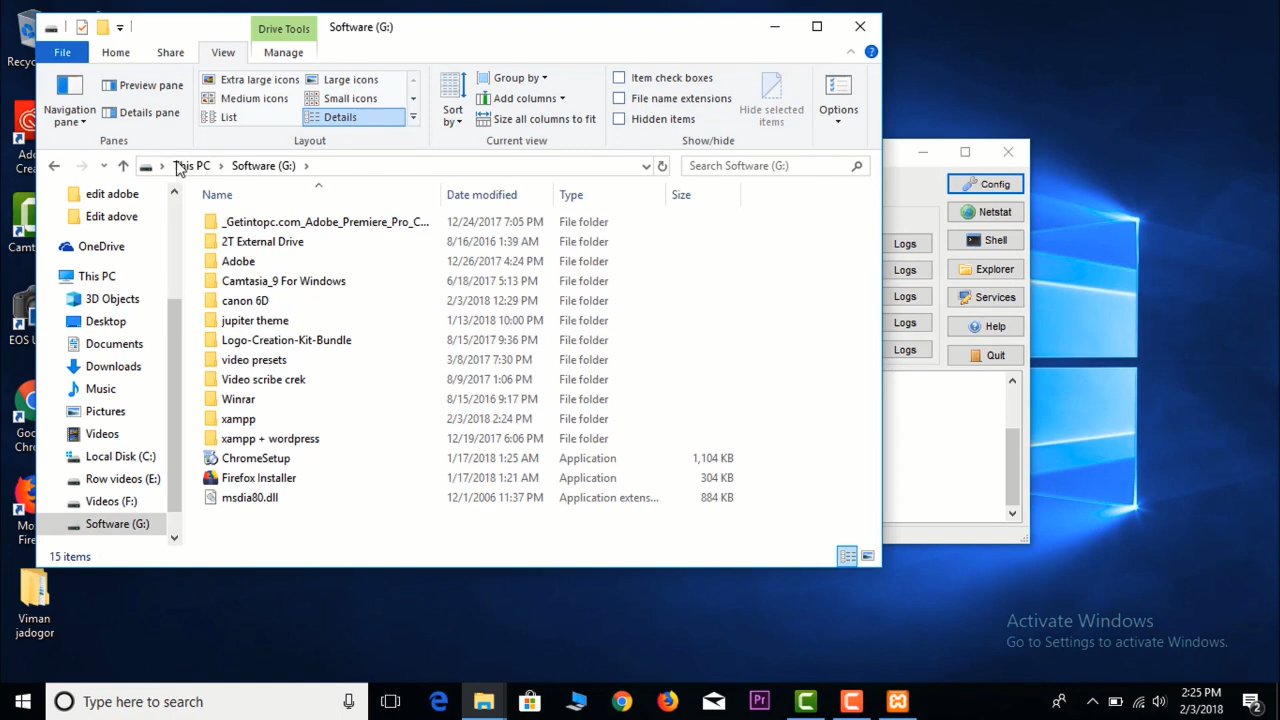 Drive Tools
Software (G:)
File
Home
Share
View
Manage
Navigation pane
Preview pane
Details pane
Panes
Extra large icons
Large icons
Medium icons
Small icons
List
Details
Layout
Sort by
Group by
Add columns
Size all columns to fit
Current view
Item check boxes
File name extensions
Hidden items
Hide selected items
Show/hide
Options
This PC > Software (G:) >
Search Software (G:)
Name Date modified Type Size
edit adobe
Edit adove
OneDrive
This PC
3D Objects
Desktop
Documents
Downloads
Music
Pictures
Videos
Local Disk (C:)
Row videos (E:)
Videos (F:)
Software (G:)
_Getintopc.com_Adobe_Premiere_Pro_C... 12/24/2017 7:05 PM File folder
2T External Drive 8/16/2016 1:39 AM File folder
Adobe 12/26/2017 4:24 PM File folder
Camtasia_9 For Windows 6/18/2017 5:13 PM File folder
canon 6D 2/3/2018 12:29 PM File folder
jupiter theme 1/13/2018 10:00 PM File folder
Logo-Creation-Kit-Bundle 8/15/2017 9:36 PM File folder
video presets 3/8/2017 7:30 PM File folder
Video scribe crek 8/9/2017 1:06 PM File folder
Winrar 8/15/2016 9:17 PM File folder
xampp 2/3/2018 2:24 PM File folder
xampp + wordpress 12/19/2017 6:06 PM File folder
ChromeSetup 1/17/2018 1:25 AM Application 1,104 KB
Firefox Installer 1/17/2018 1:21 AM Application 304 KB
msdia80.dll 12/1/2006 11:37 PM Application extens... 884 KB
15 items
Config
Netstat
Logs
Shell
Logs
Explorer
Logs
Services
Logs
Help
Logs
Quit
Recyc
Ado
Crea
Camt
EOS U
Goo
Chro
Mo
Fire
Viman
jadogor
Activate Windows
Go to Settings to activate Windows.
Type here to search
Pr
2:25 PM
2/3/2018
2